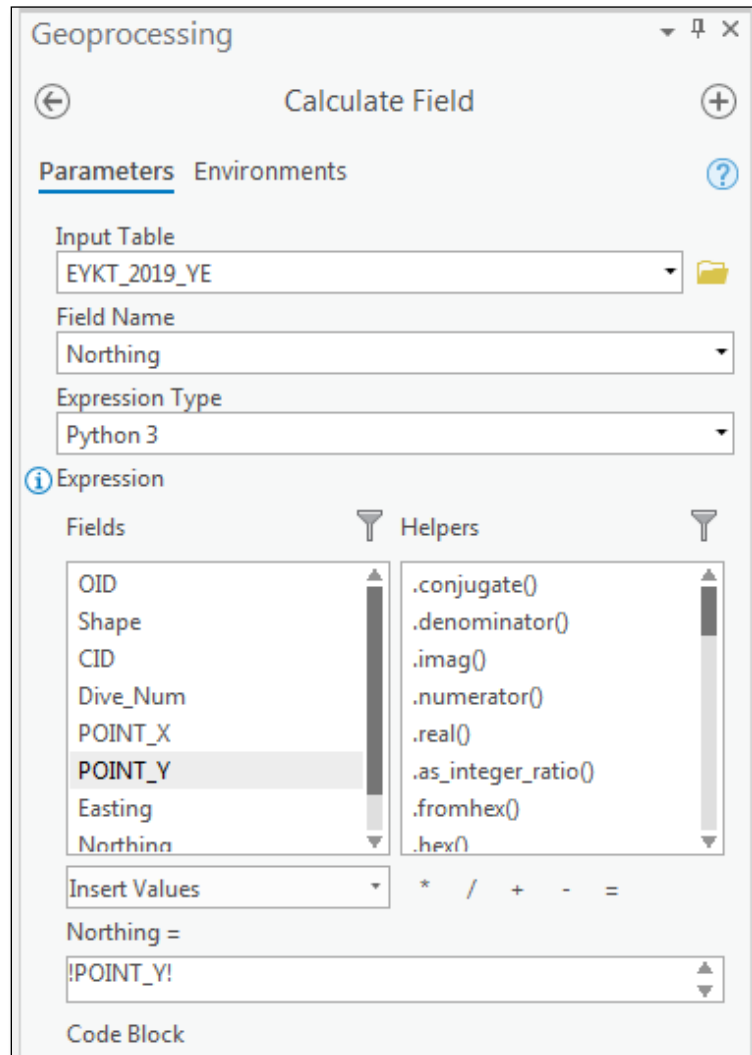 Geoprocessing
Calculate Field
Parameters Environments
Input Table
EYKT_2019_YE
Field Name
Northing
Expression Type
Python 3
Expression
Fields
Helpers
OID
Shape
CID
Dive_Num
POINT_X
POINT_Y
Easting
Northing
.conjugate()
.denominator()
.imag()
.numerator()
.real()
.as_integer_ratio()
.fromhex()
.hex()
Insert Values
* / + - =
Northing =
!POINT_Y!
Code Block